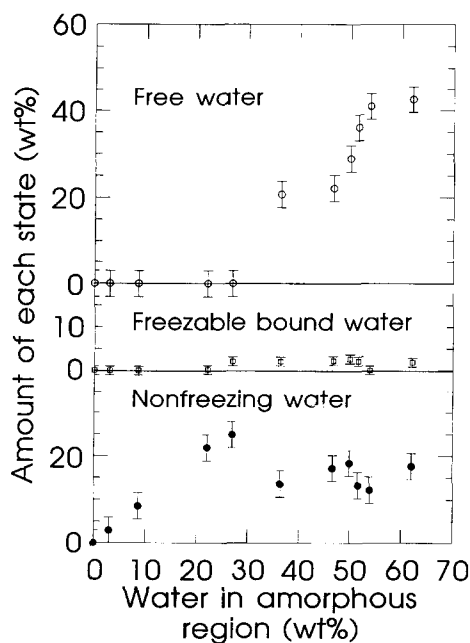 Amount of each state (wt%)
60
Free water
40
20
0
Freezable bound water
10
0
Nonfreezing water
20
0
0 10 20 30 40 50 60 70
Water in amorphous
region (wt%)